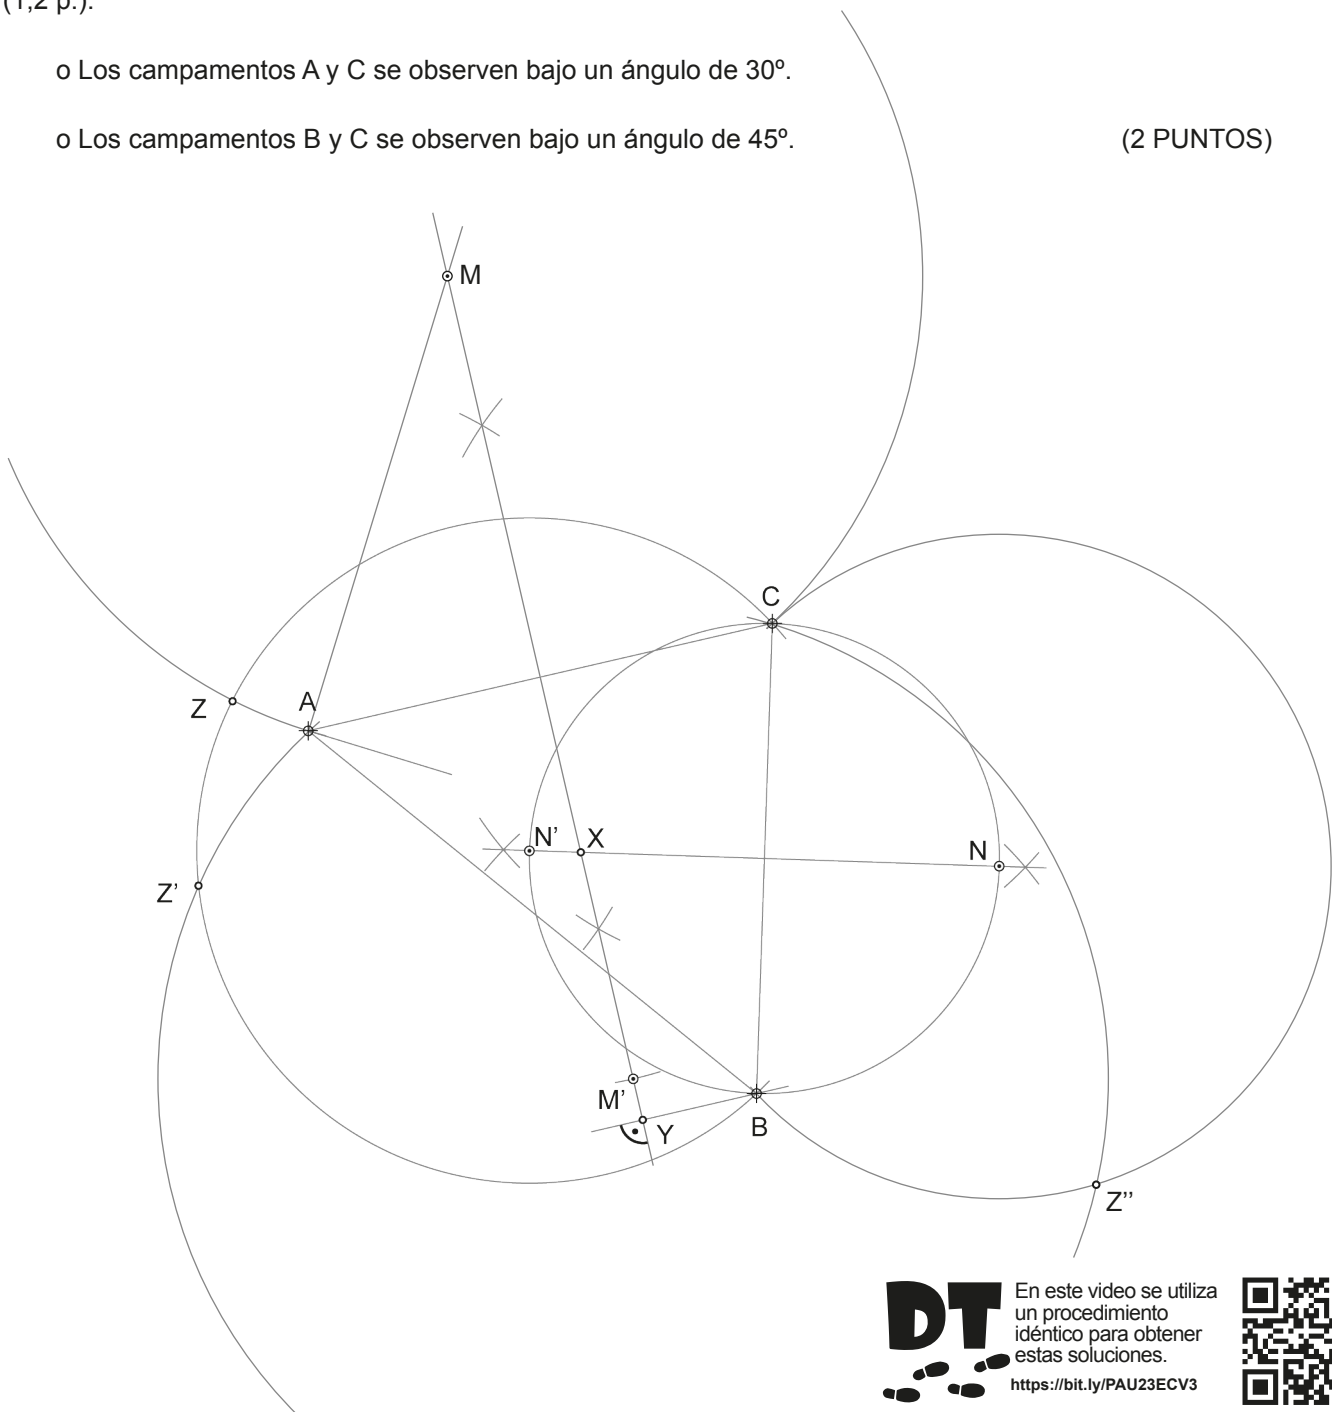 (1,2 p.).
o Los campamentos A y C se observen bajo un ángulo de 30º.
o Los campamentos B y C se observen bajo un ángulo de 45º. (2 PUNTOS)
M
C
Z
A
N’
X
N
Z’
M’
Y
B
Z’’
DT
En este video se utiliza
un procedimiento
idéntico para obtener
estas soluciones.
https://bit.ly/PAU23ECV3